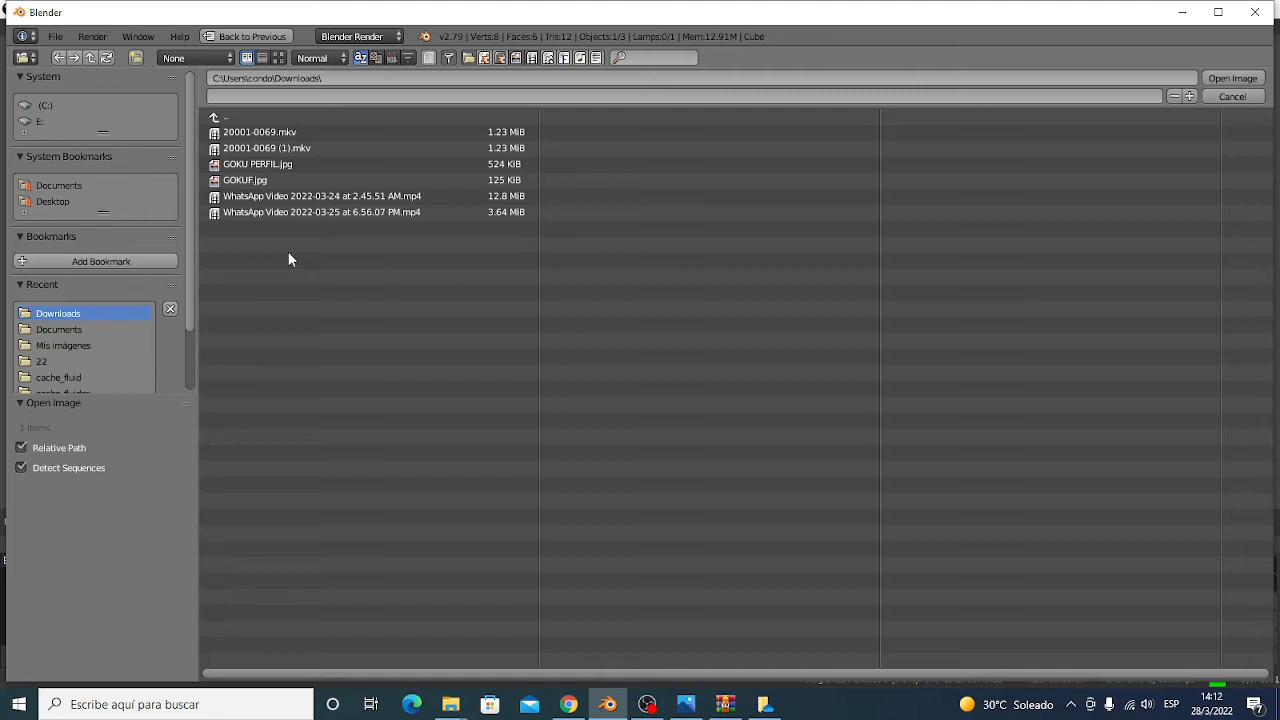 Blender
File Render Window Help Back to Previous Blender Render v2.79 | Verts:8 | Faces:6 | Tris:12 | Objects:1/3 | Lamps:0/1 | Mem:12.91M | Cube
None Normal
System
C:\Users\condo\Downloads\ Open Image
Cancel
(C:)
E:
System Bookmarks
Documents
Desktop
Bookmarks
Add Bookmark
Recent
Downloads
Documents
Mis imágenes
22
cache_fluid
Open Image
1 items
Relative Path
Detect Sequences
..
20001-0069.mkv 1.23 MiB
20001-0069 (1).mkv 1.23 MiB
GOKU PERFIL.jpg 524 KiB
GOKUF.jpg 125 KiB
WhatsApp Video 2022-03-24 at 2.45.51 AM.mp4 12.8 MiB
WhatsApp Video 2022-03-25 at 6.56.07 PM.mp4 3.64 MiB
Escribe aquí para buscar
30°C Soleado
ESP
14:12
28/3/2022